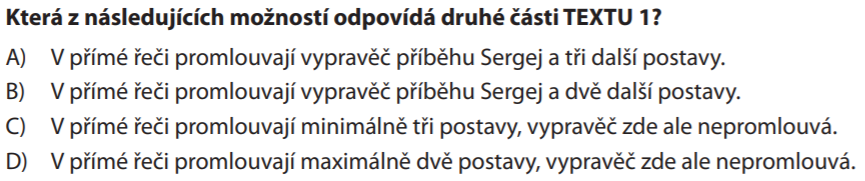 Která z následujících možností odpovídá druhé části TEXTU 1?
A) V přímé řeči promlouvají vypravěč příběhu Sergej a tři další postavy.
B) V přímé řeči promlouvají vypravěč příběhu Sergej a dvě další postavy.
C) V přímé řeči promlouvají minimálně tři postavy, vypravěč zde ale nepromlouvá.
D) V přímé řeči promlouvají maximálně dvě postavy, vypravěč zde ale nepromlouvá.